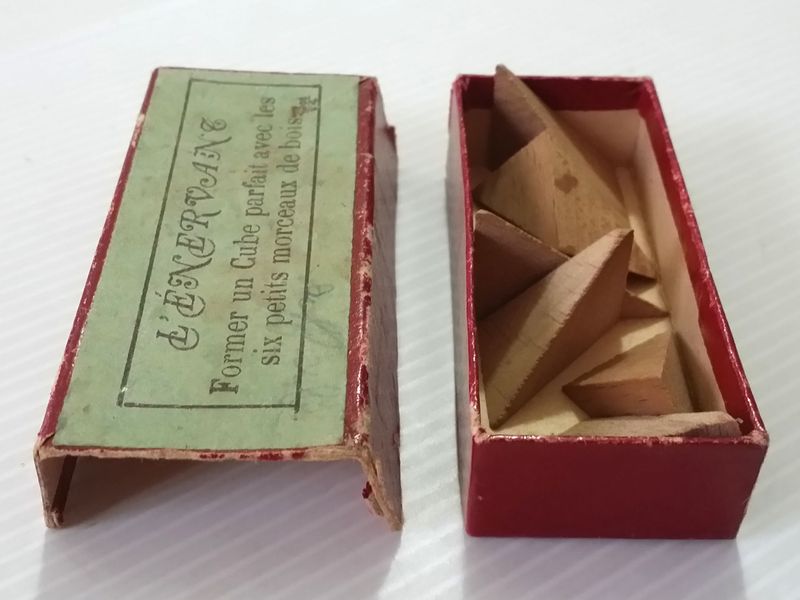 L'ÉNERVANT
Former un Cube parfait avec les
six petits morceaux de bois